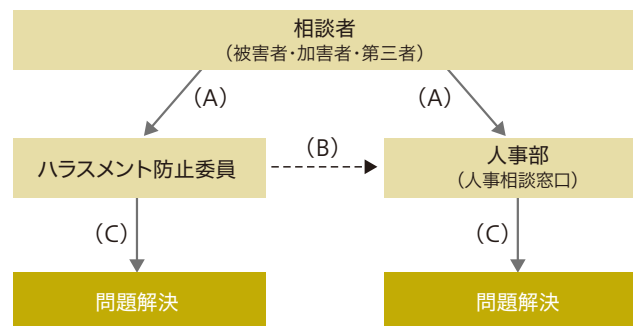 相談者
（被害者・加害者・第三者）
（A）
（A）
ハラスメント防止委員
（B）
人事部
（人事相談窓口）
（C）
（C）
問題解決
問題解決